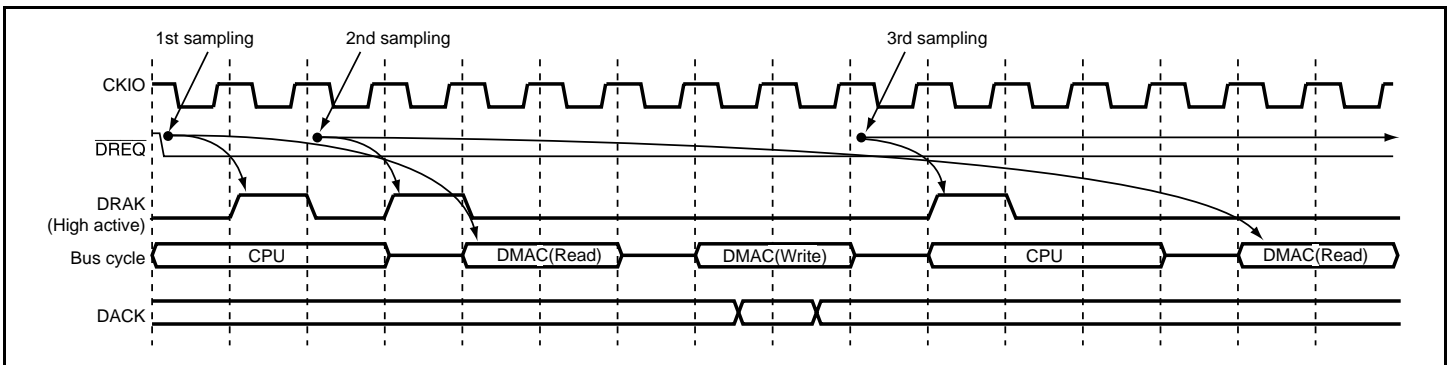 1st sampling
2nd sampling
3rd sampling
CKIO
DREQ
DRAK
(High active)
Bus cycle
CPU
DMAC(Read)
DMAC(Write)
CPU
DMAC(Read)
DACK